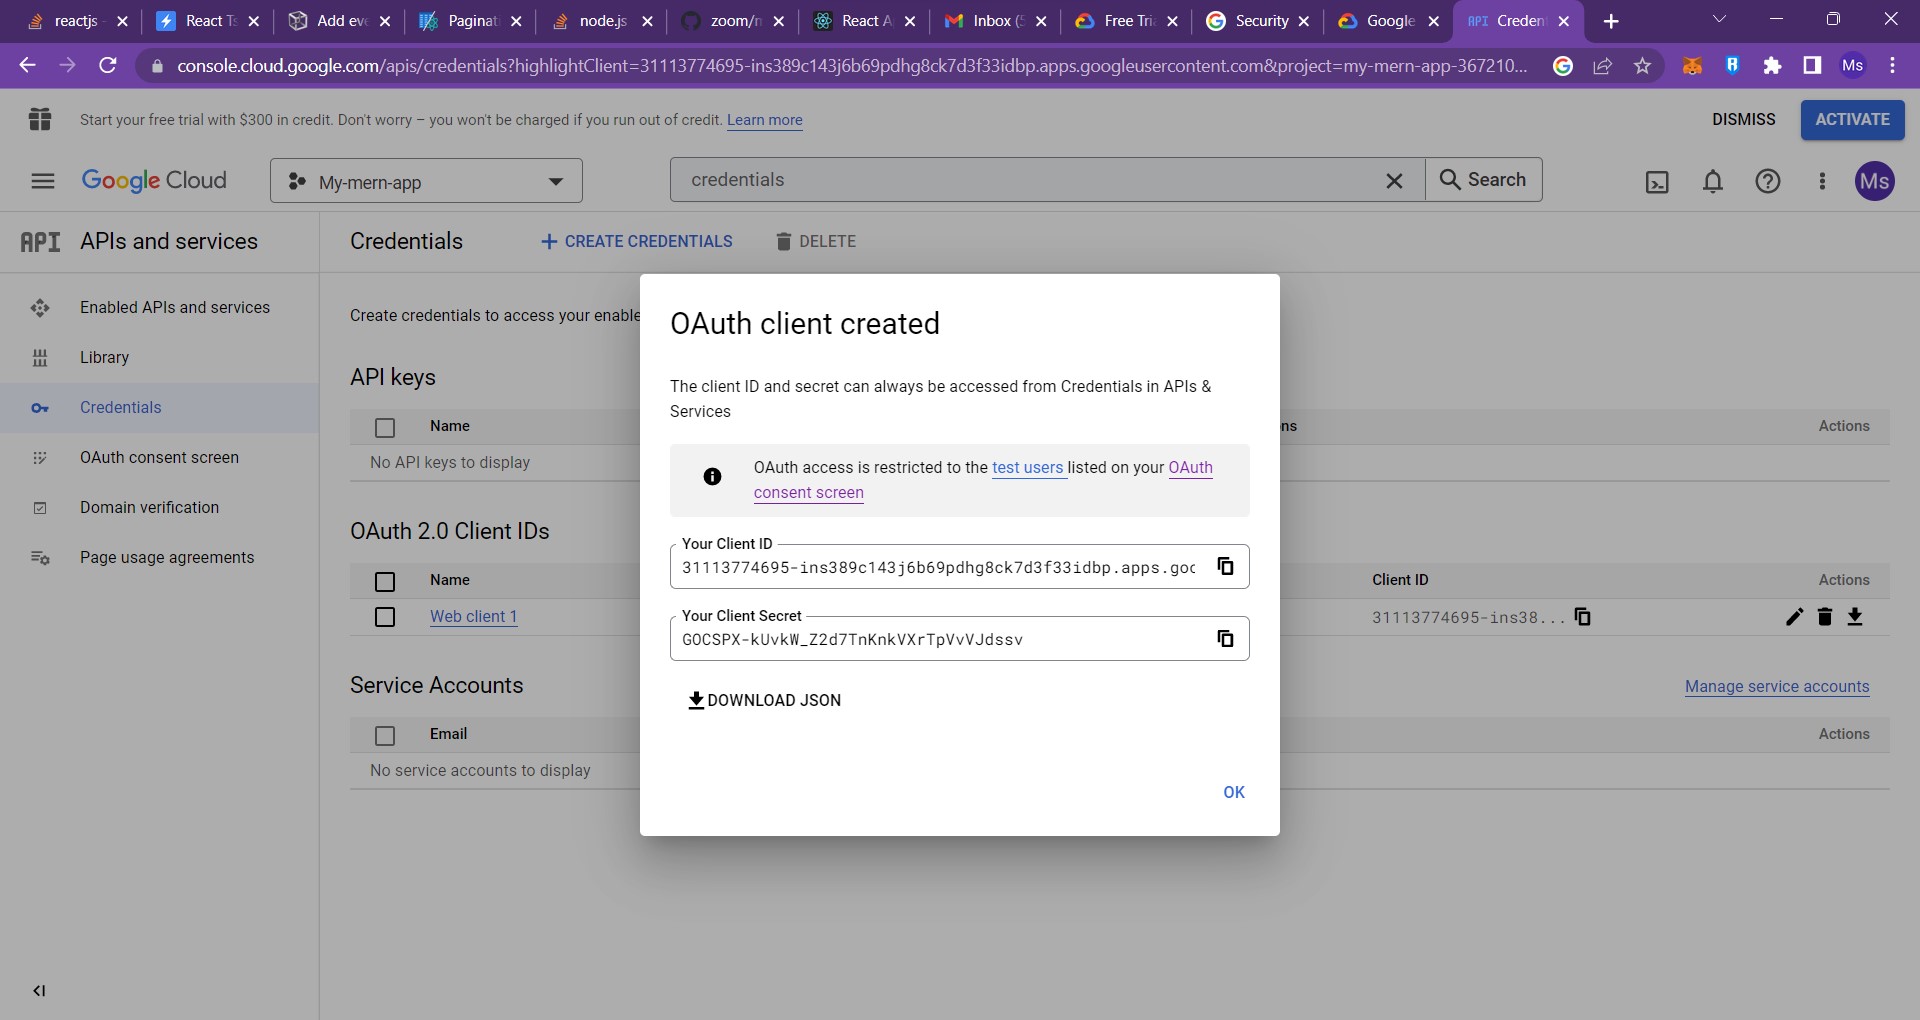 reactjs
React Ts
Add eve
Paginati
node.js
zoom/m
React A
Inbox (5
Free Tri
Security
Google
API Creden
console.cloud.google.com/apis/credentials?highlightClient=31113774695-ins389c143j6b69pdhg8ck7d3f33idbp.apps.googleusercontent.com&project=my-mern-app-367210... Ms
Start your free trial with $300 in credit. Don't worry – you won't be charged if you run out of credit. Learn more
DISMISS
ACTIVATE
Google Cloud
My-mern-app
credentials
Search
Ms
API APIs and services
Credentials
CREATE CREDENTIALS
DELETE
Enabled APIs and services
Library
Credentials
OAuth consent screen
Domain verification
Page usage agreements
Create credentials to access your enable
API keys
Name
ns
Actions
No API keys to display
OAuth 2.0 Client IDs
Name
Client ID
Actions
Web client 1
31113774695-ins38...
Service Accounts
Manage service accounts
Email
Actions
No service accounts to display
OAuth client created
The client ID and secret can always be accessed from Credentials in APIs &
Services
OAuth access is restricted to the test users listed on your OAuth
consent screen
Your Client ID
31113774695-ins389c143j6b69pdhg8ck7d3f33idbp.apps.goo
Your Client Secret
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
DOWNLOAD JSON
OK